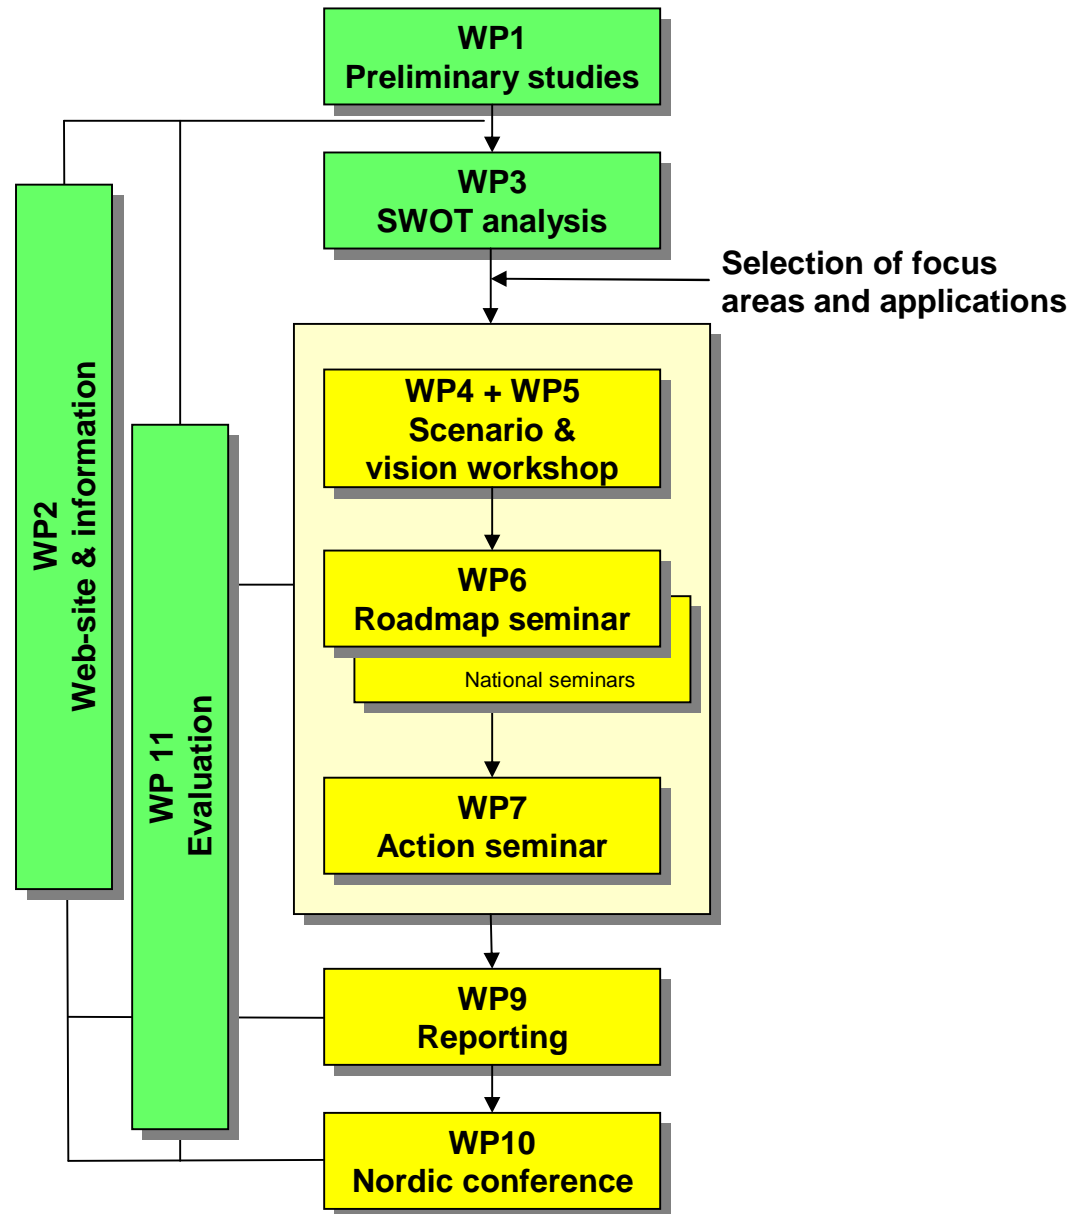 WP1
Preliminary studies
WP3
SWOT analysis
Selection of focus
areas and applications
WP2
Web-site & information
WP 11
Evaluation
WP4 + WP5
Scenario &
vision workshop
WP6
Roadmap seminar
National seminars
WP7
Action seminar
WP9
Reporting
WP10
Nordic conference